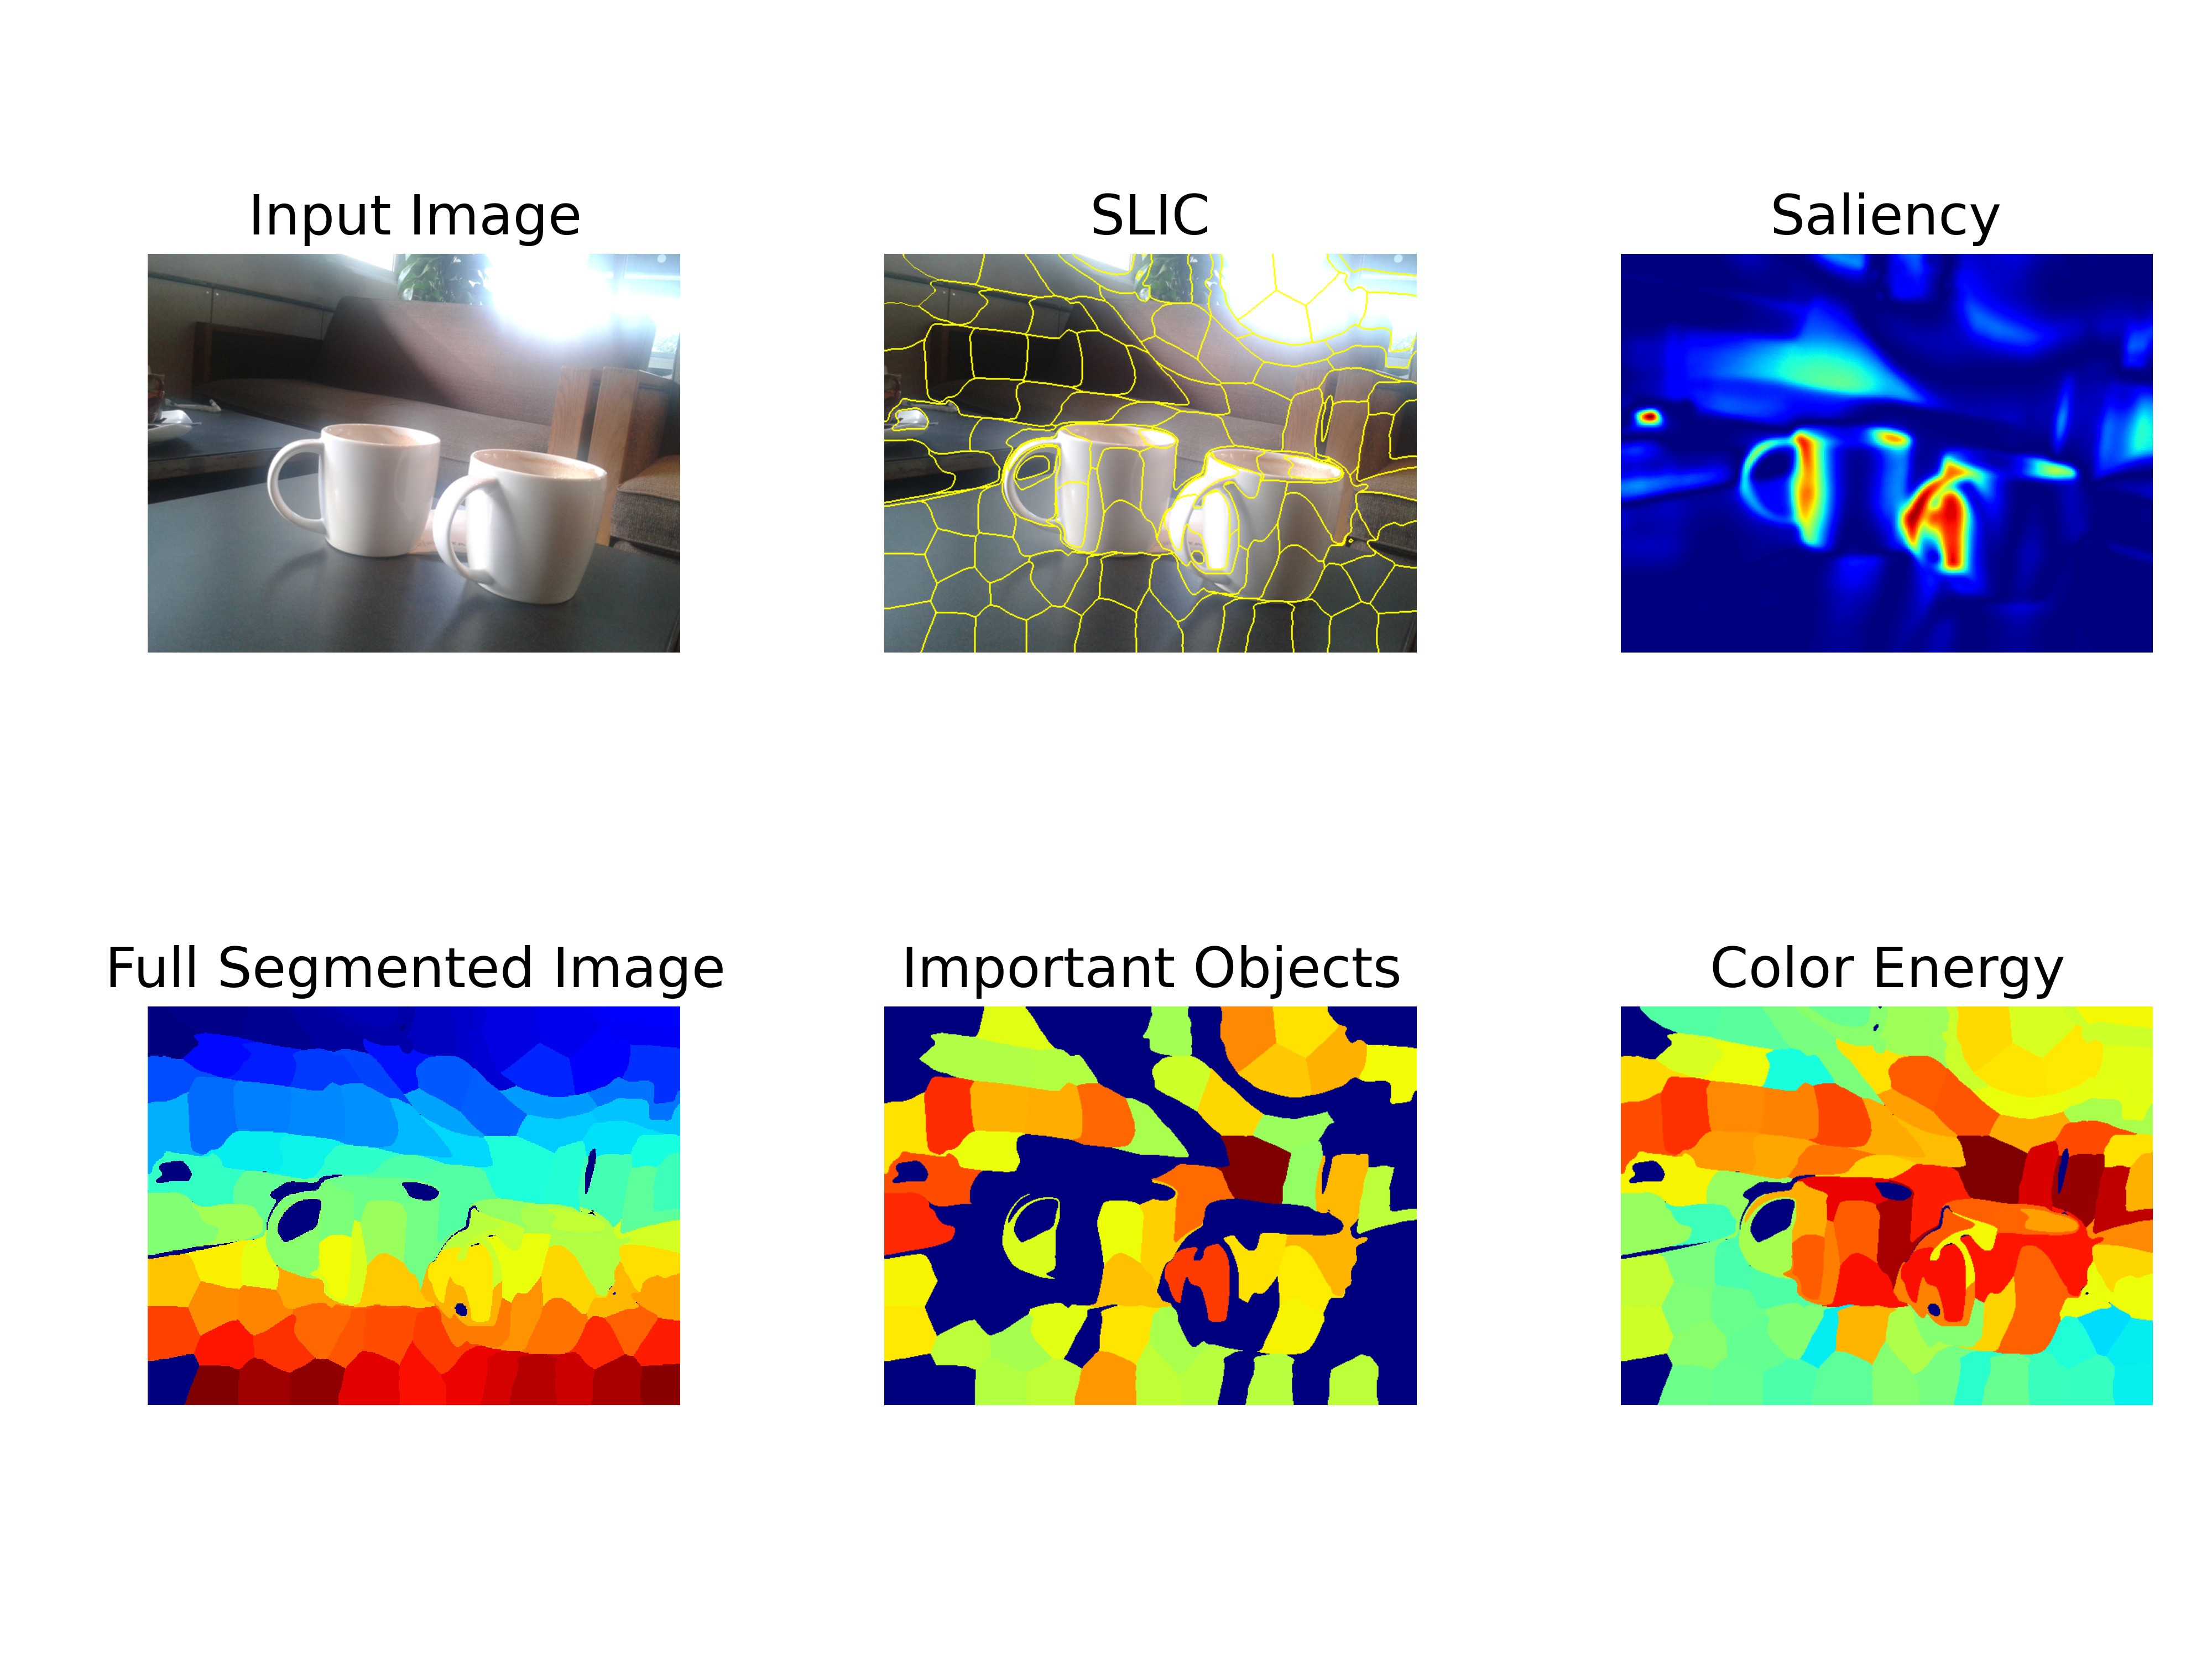 Input Image
SLIC
Saliency
Full Segmented Image
Important Objects
Color Energy